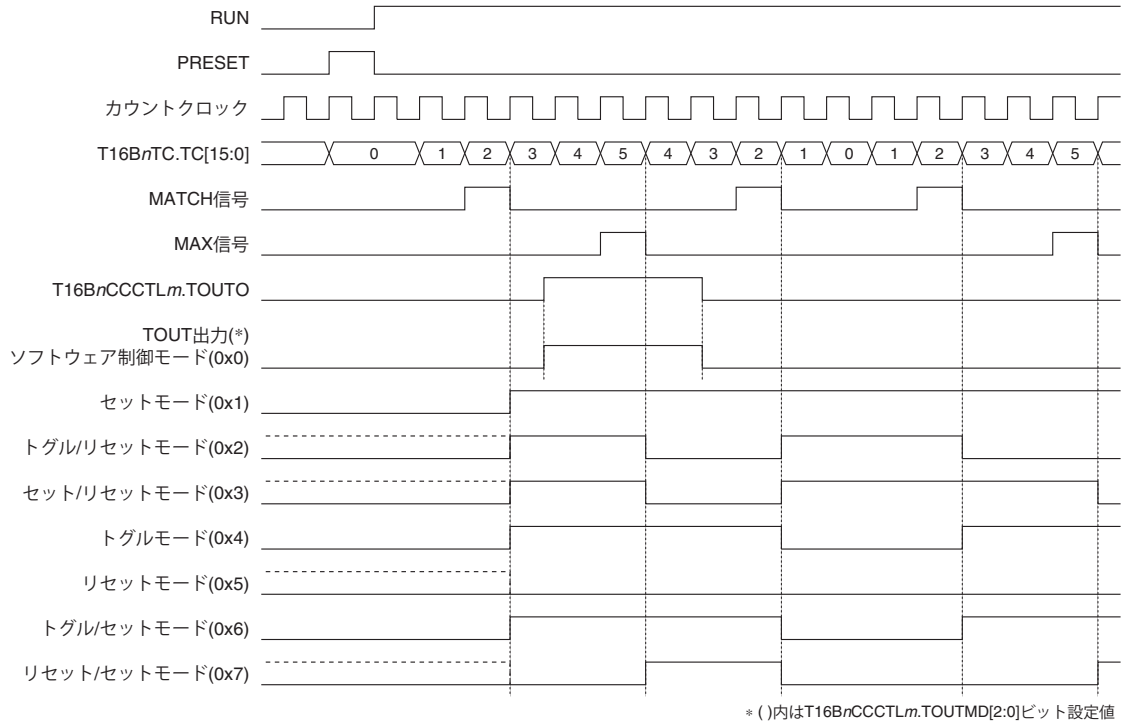 RUN
PRESET
カウントクロック
T16BnTC.TC[15:0] 0 1 2 3 4 5 4 3 2 1 0 1 2 3 4 5
MATCH信号
MAX信号
T16BnCCCTLm.TOUTO
TOUT出力(*)
ソフトウェア制御モード(0x0)
セットモード(0x1)
トグル/リセットモード(0x2)
セット/リセットモード(0x3)
トグルモード(0x4)
リセットモード(0x5)
トグル/セットモード(0x6)
リセット/セットモード(0x7)
* ( )内はT16BnCCCTLm.TOUTMD[2:0]ビット設定値